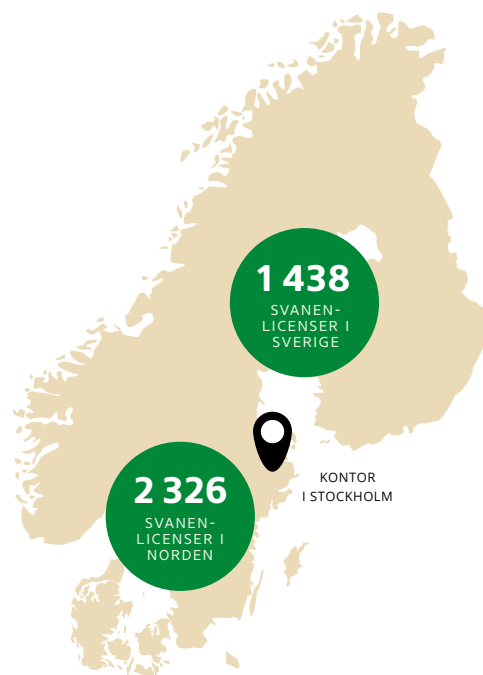 1 438
SVANEN-
LICENSER I
SVERIGE
KONTOR
I STOCKHOLM
2 326
SVANEN-
LICENSER I
NORDEN